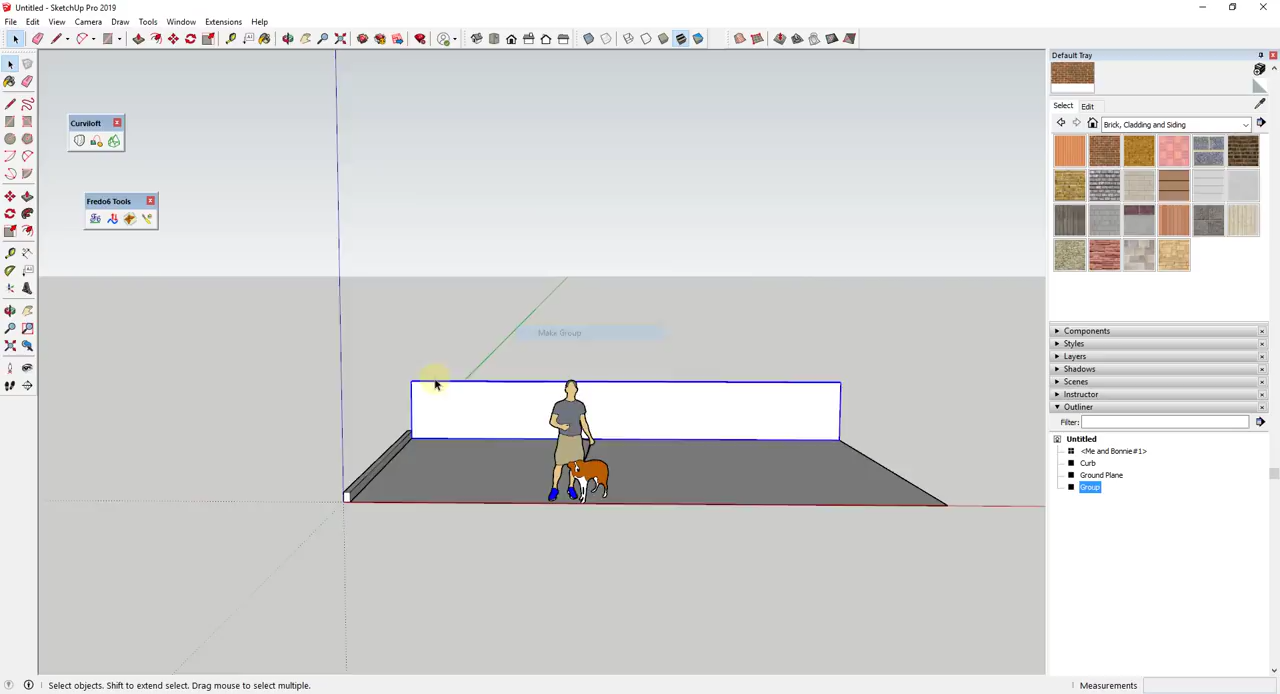 Untitled - SketchUp Pro 2019
File Edit View Camera Draw Tools Window Extensions Help
Default Tray
Select Edit
Curviloft
Brick, Cladding and Siding
Fredo6 Tools
Make Group
Components
Styles
Layers
Shadows
Scenes
Instructor
Outliner
Filter:
Untitled
<Me and Bonnie#1>
Curb
Ground Plane
Group
Select objects. Shift to extend select. Drag mouse to select multiple.
Measurements